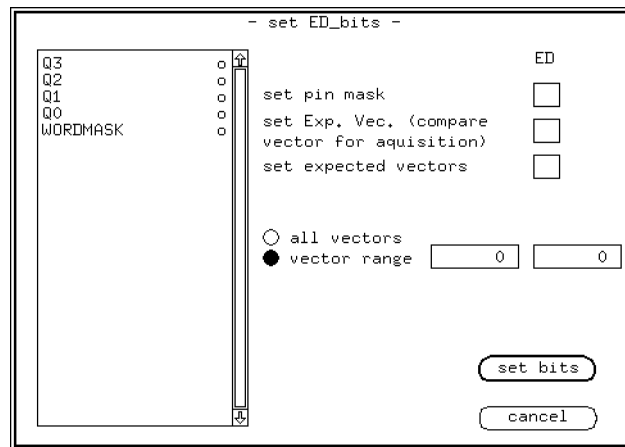 - set ED_bits -
Q3 o
Q2 o
Q1 o
Q0 o
WORDMASK o
ED
set pin mask
set Exp. Vec. (compare
vector for aquisition)
set expected vectors
all vectors
vector range 0 0
set bits
cancel